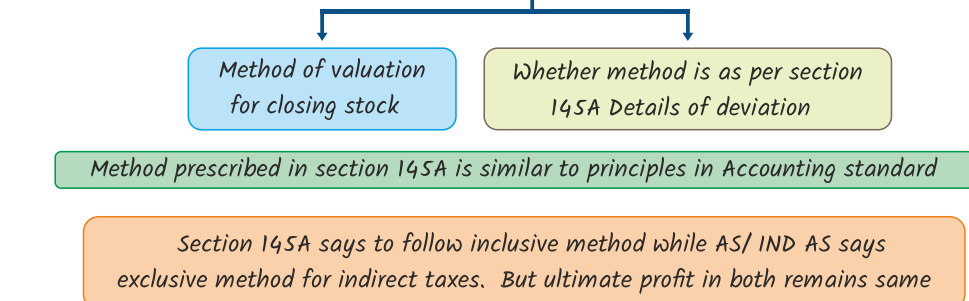 Method of valuation
for closing stock
Whether method is as per section
145A Details of deviation
Method prescribed in section 145A is similar to principles in Accounting standard
Section 145A says to follow inclusive method while AS/ IND AS says
exclusive method for indirect taxes. But ultimate profit in both remains same